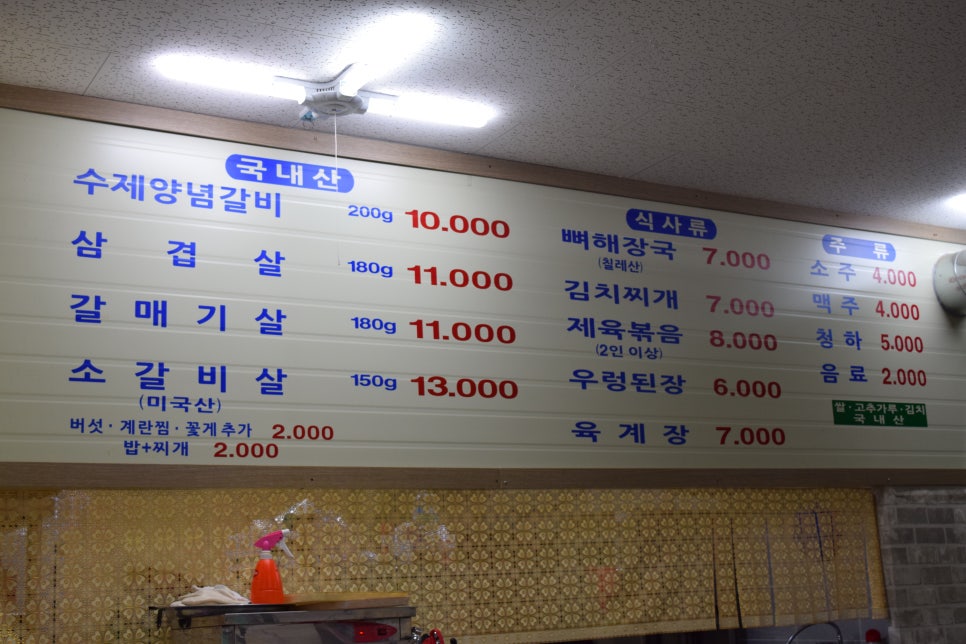 국내산
수제양념갈비 200g 10.000
삼 겹 살 180g 11.000
갈 매 기 살 180g 11.000
소 갈 비 살 150g 13.000
(미국산)
버섯·계란찜·꽃게추가 2.000
밥+찌개 2.000
식사류
뼈해장국 7.000
(칠레산)
김치찌개 7.000
제육볶음 8.000
(2인 이상)
우렁된장 6.000
육 계 장 7.000
주 류
소 주 4.000
맥 주 4.000
청 하 5.000
음 료 2.000
쌀·고추가루·김치
국 내 산